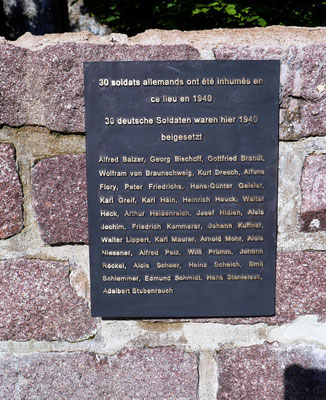 30 soldats allemands ont été inhumés en
ce lieu en 1940
30 deutsche Soldaten waren hier 1940
beigesetzt
Alfred Balzer, Georg Bischoff, Gottfried Brandt,
Wolfram von Braunschweig, Kurt Dresch, Alfons
Flory, Peter Friedrichs, Hans-Günter Geisler,
Karl Greif, Karl Hain, Heinrich Hauck, Walter
Heck, Arthur Heidenreich, Josef Hidien, Alois
Jochim, Friedrich Kammerer, Johann Kuffner,
Walter Lippert, Karl Maurer, Arnold Mohr, Alois
Niessner, Alfred Pelz, Willi Prümm, Johann
Röckel, Alois Scheer, Heinz Scheich, Emil
Schlemmer, Edmund Schmidt, Hans Stanislaun,
Adalbert Stubenrauch